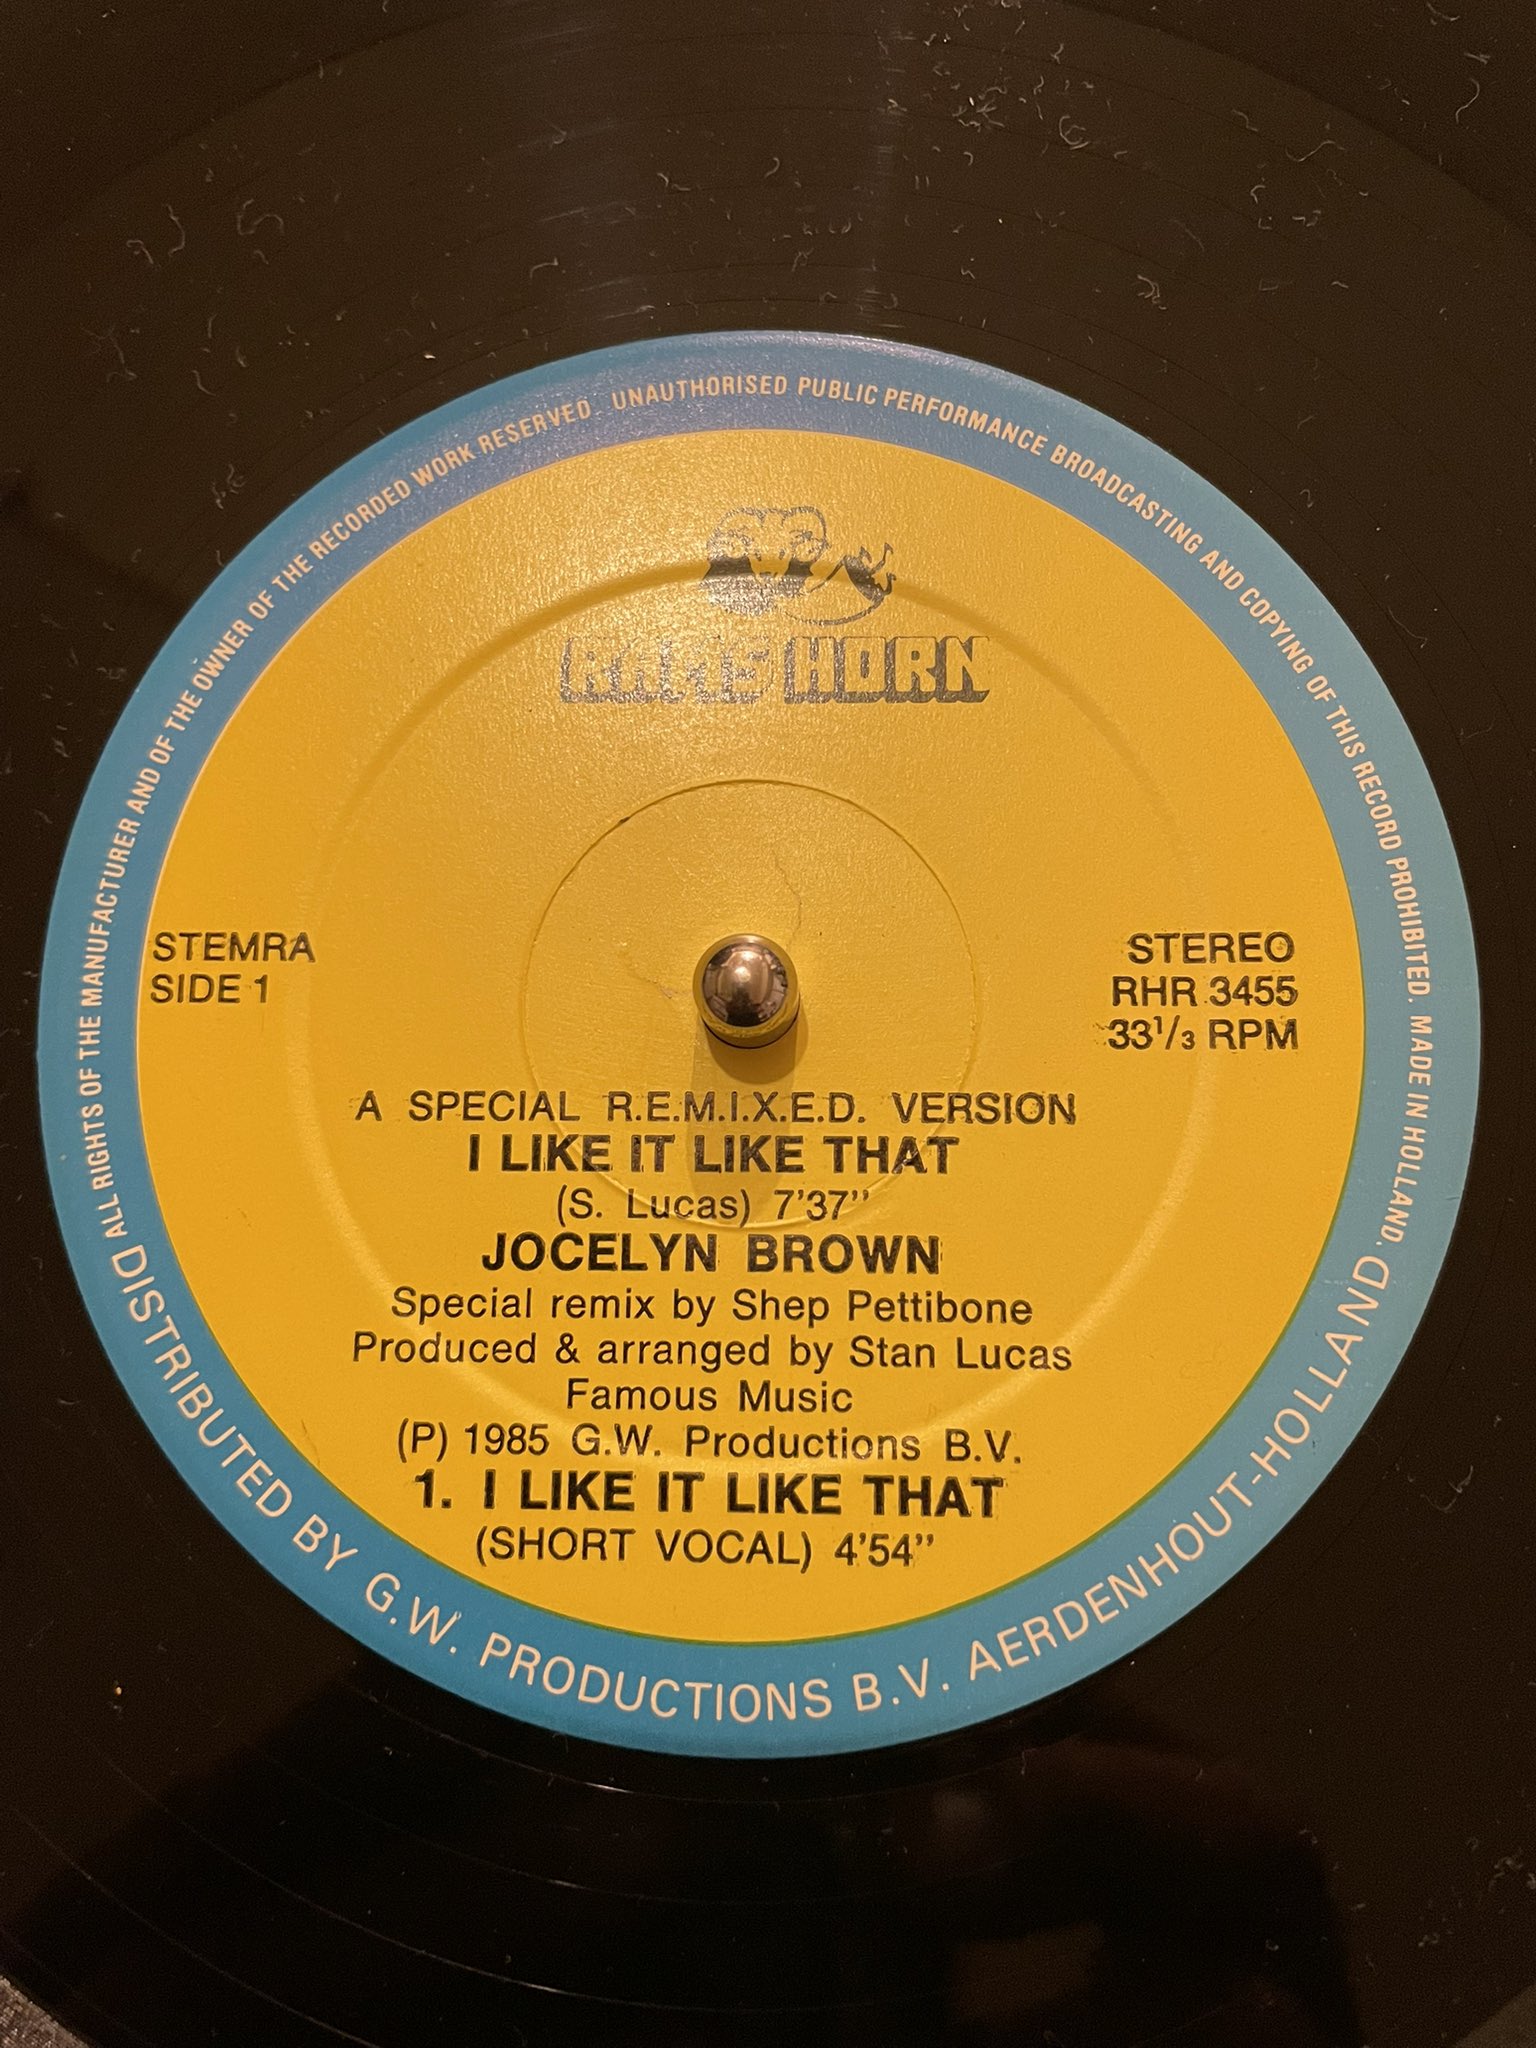 ALL RIGHTS OF THE MANUFACTURER AND OF THE OWNER OF THE RECORDED WORK RESERVED. UNAUTHORISED PUBLIC PERFORMANCE BROADCASTING AND COPYING OF THIS RECORD PROHIBITED. MADE IN HOLLAND.
RAMS HORN
STEMRA
SIDE 1
STEREO
RHR 3455
33 1/3 RPM
A SPECIAL R.E.M.I.X.E.D. VERSION
I LIKE IT LIKE THAT
(S. Lucas) 7'37''
JOCELYN BROWN
Special remix by Shep Pettibone
Produced & arranged by Stan Lucas
Famous Music
(P) 1985 G.W. Productions B.V.
1. I LIKE IT LIKE THAT
(SHORT VOCAL) 4'54''
DISTRIBUTED BY G.W. PRODUCTIONS B.V. AERDENHOUT-HOLLAND.